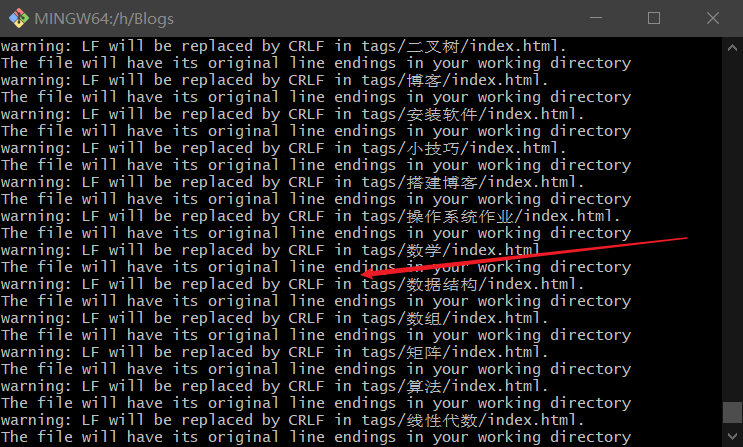 MINGW64:/h/Blogs
warning: LF will be replaced by CRLF in tags/二叉树/index.html.
The file will have its original line endings in your working directory
warning: LF will be replaced by CRLF in tags/博客/index.html.
The file will have its original line endings in your working directory
warning: LF will be replaced by CRLF in tags/安装软件/index.html.
The file will have its original line endings in your working directory
warning: LF will be replaced by CRLF in tags/小技巧/index.html.
The file will have its original line endings in your working directory
warning: LF will be replaced by CRLF in tags/搭建博客/index.html.
The file will have its original line endings in your working directory
warning: LF will be replaced by CRLF in tags/操作系统作业/index.html.
The file will have its original line endings in your working directory
warning: LF will be replaced by CRLF in tags/数学/index.html.
The file will have its original line endings in your working directory
warning: LF will be replaced by CRLF in tags/数据结构/index.html.
The file will have its original line endings in your working directory
warning: LF will be replaced by CRLF in tags/数组/index.html.
The file will have its original line endings in your working directory
warning: LF will be replaced by CRLF in tags/矩阵/index.html.
The file will have its original line endings in your working directory
warning: LF will be replaced by CRLF in tags/算法/index.html.
The file will have its original line endings in your working directory
warning: LF will be replaced by CRLF in tags/线性代数/index.html.
The file will have its original line endings in your working directory